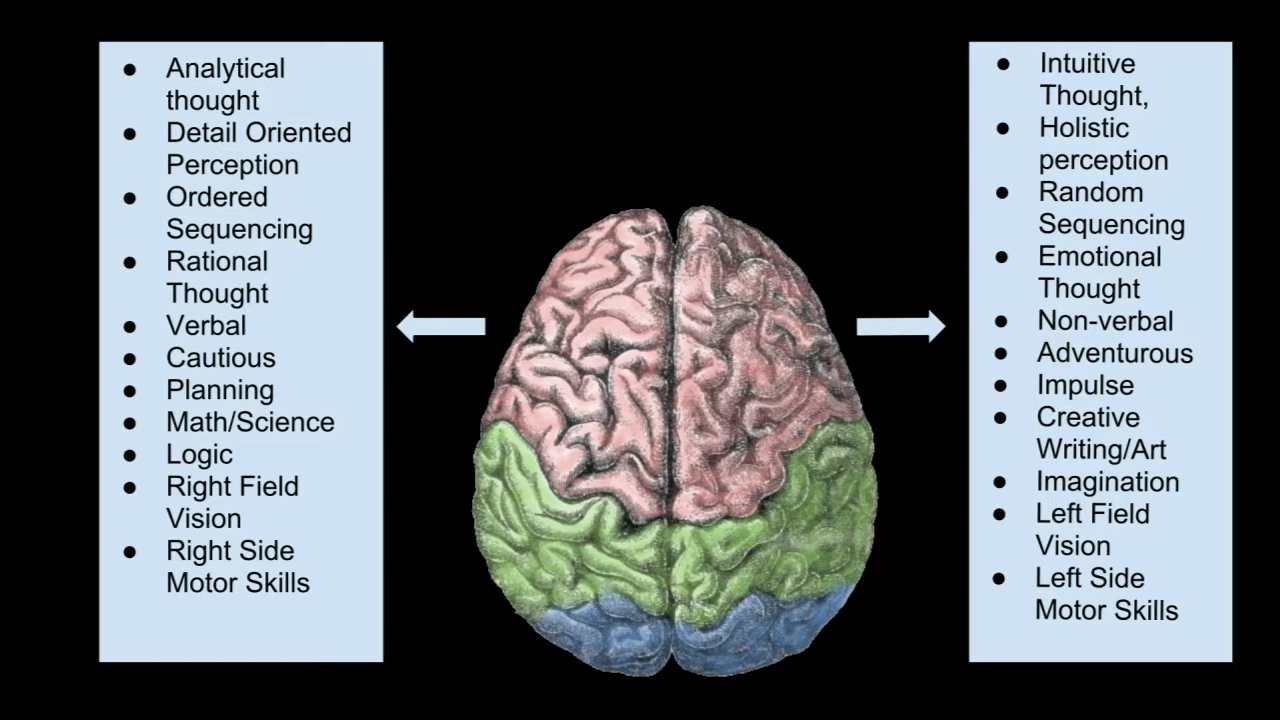 ● Analytical
thought
● Detail Oriented
Perception
● Ordered
Sequencing
● Rational
Thought
● Verbal
● Cautious
● Planning
● Math/Science
● Logic
● Right Field
Vision
● Right Side
Motor Skills
● Intuitive
Thought,
● Holistic
perception
● Random
Sequencing
● Emotional
Thought
● Non-verbal
● Adventurous
● Impulse
● Creative
Writing/Art
● Imagination
● Left Field
Vision
● Left Side
Motor Skills